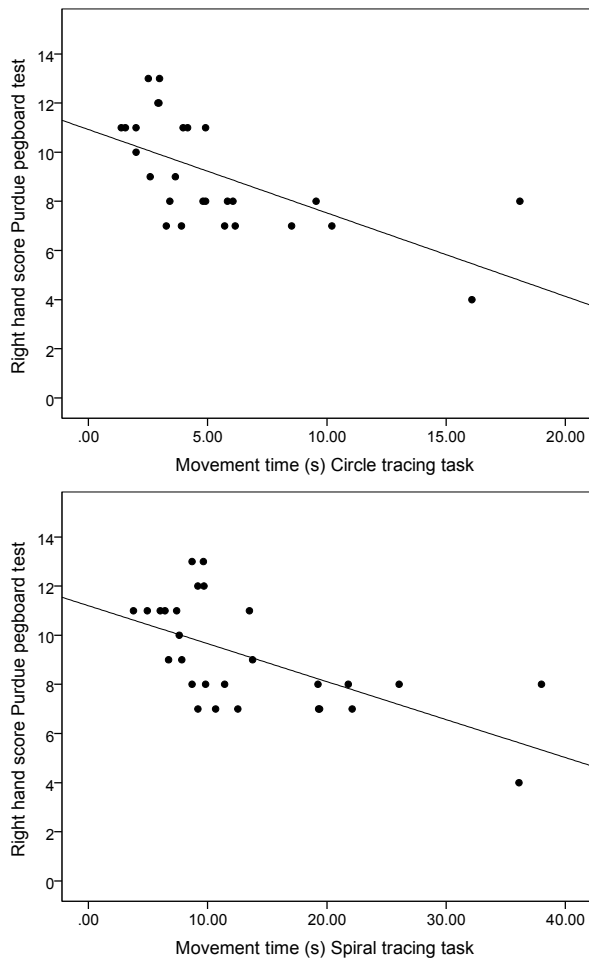 Right hand score Purdue pegboard test
14
12
10
8
6
4
2
0
.00 5.00 10.00 15.00 20.00
Movement time (s) Circle tracing task
Right hand score Purdue pegboard test
14
12
10
8
6
4
2
0
.00 10.00 20.00 30.00 40.00
Movement time (s) Spiral tracing task